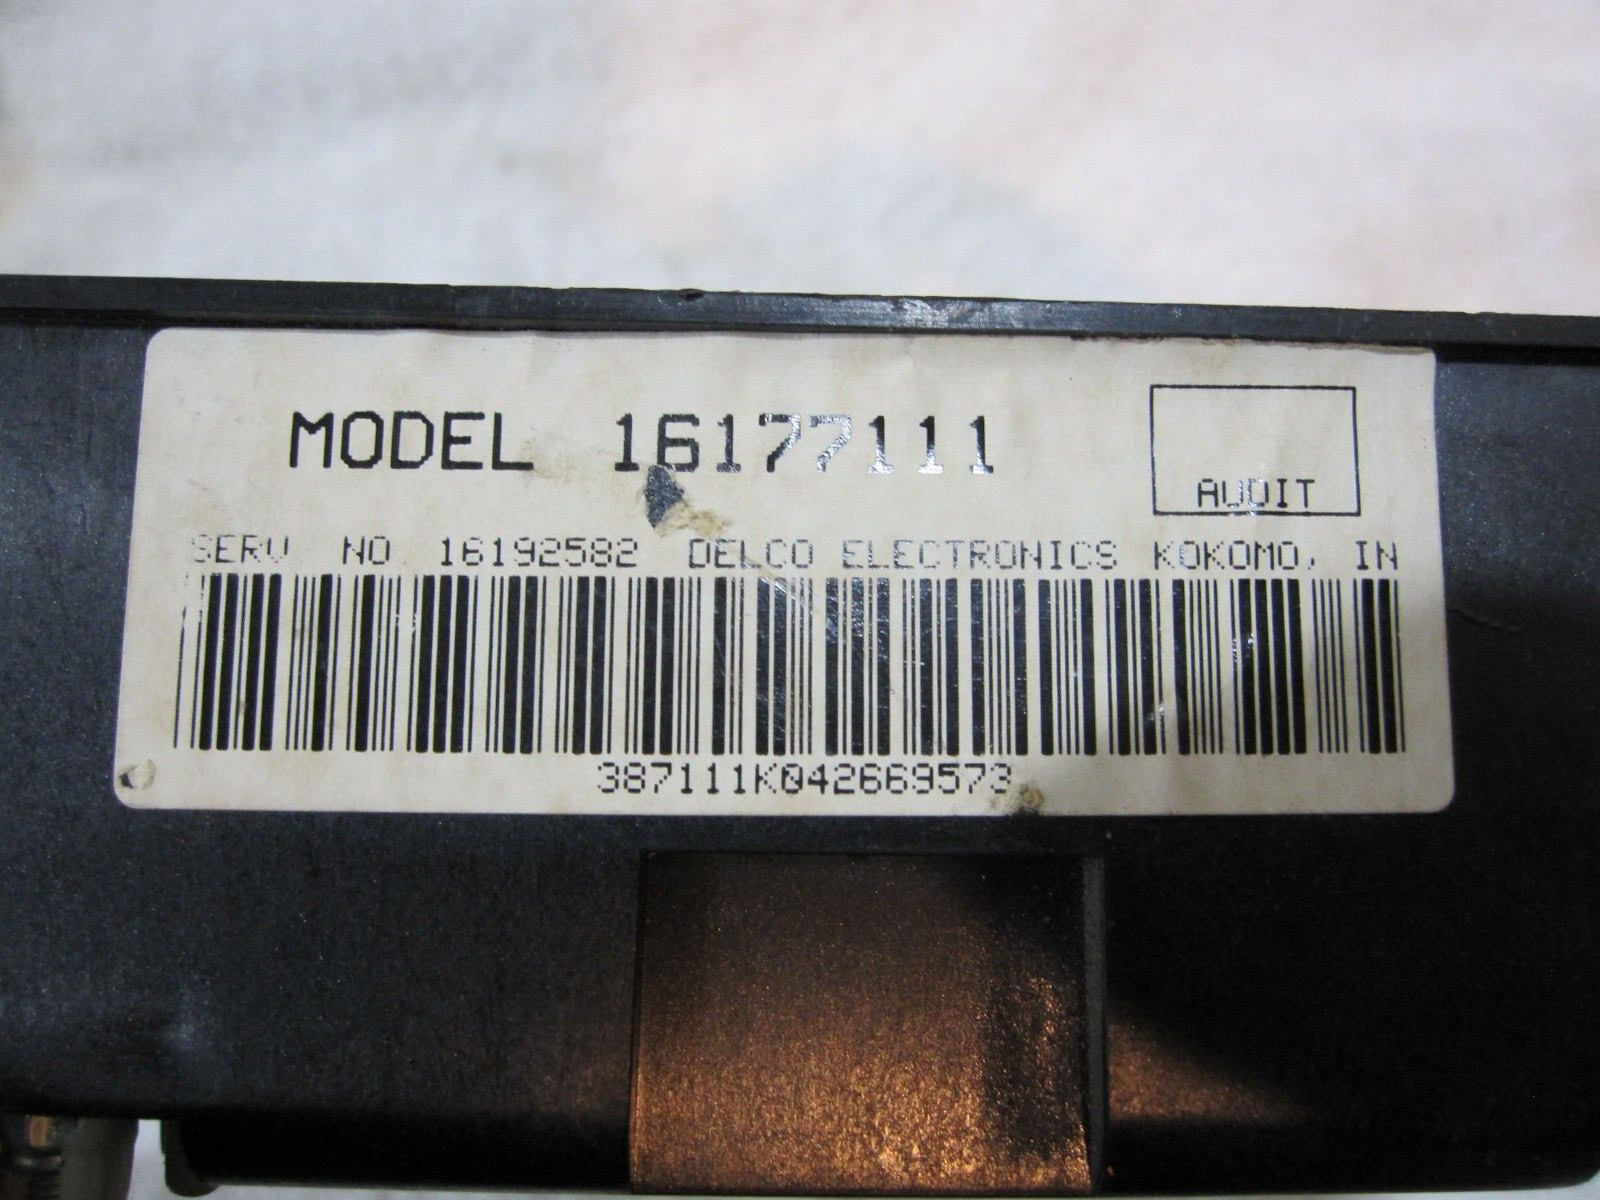 MODEL 16177111
AUDIT
SERV NO 16192582 DELCO ELECTRONICS KOKOMO, IN
387111K042669573